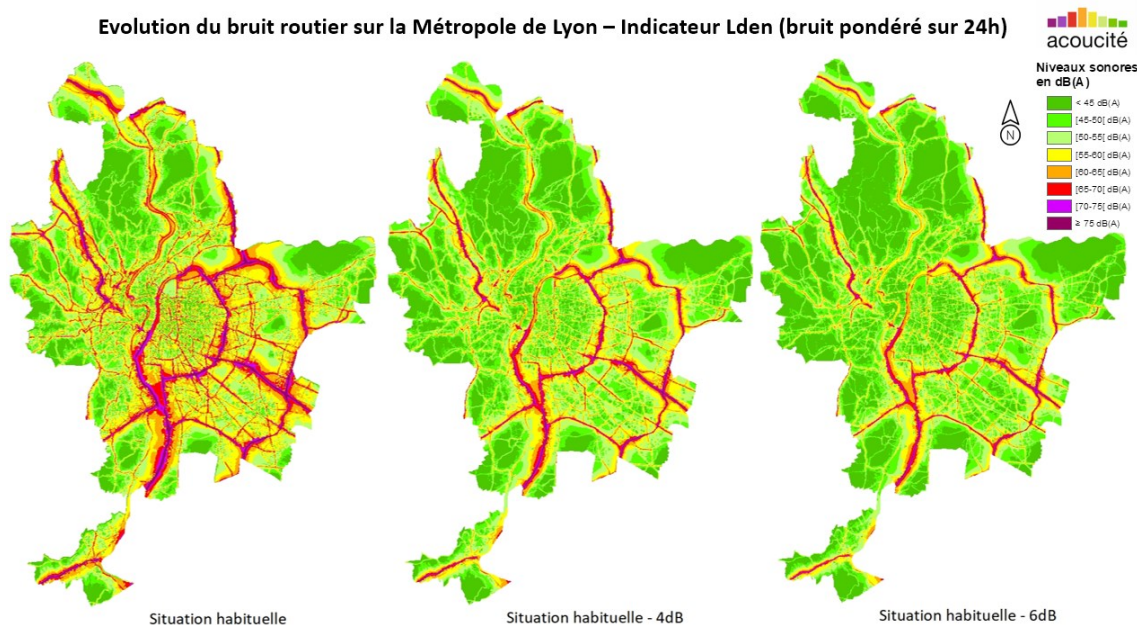 Evolution du bruit routier sur la Métropole de Lyon – Indicateur Lden (bruit pondéré sur 24h)
acoucité
Niveaux sonores
en dB(A)
< 45 dB(A)
[45-50[ dB(A)
[50-55[ dB(A)
[55-60[ dB(A)
[60-65[ dB(A)
[65-70[ dB(A)
[70-75[ dB(A)
≥ 75 dB(A)
N
Situation habituelle
Situation habituelle - 4dB
Situation habituelle - 6dB